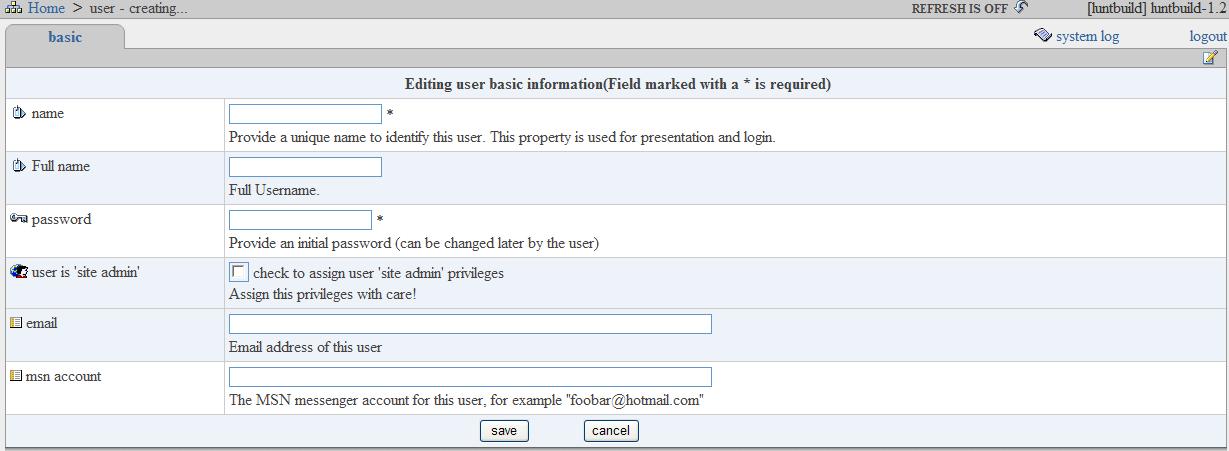 Home > user - creating... REFRESH IS OFF [luntbuild] luntbuild-1.2
basic system log logout
Editing user basic information(Field marked with a * is required)
name *
Provide a unique name to identify this user. This property is used for presentation and login.
Full name
Full Username.
password *
Provide an initial password (can be changed later by the user)
user is 'site admin' check to assign user 'site admin' privileges
Assign this privileges with care!
email
Email address of this user
msn account
The MSN messenger account for this user, for example "foobar@hotmail.com"
save cancel